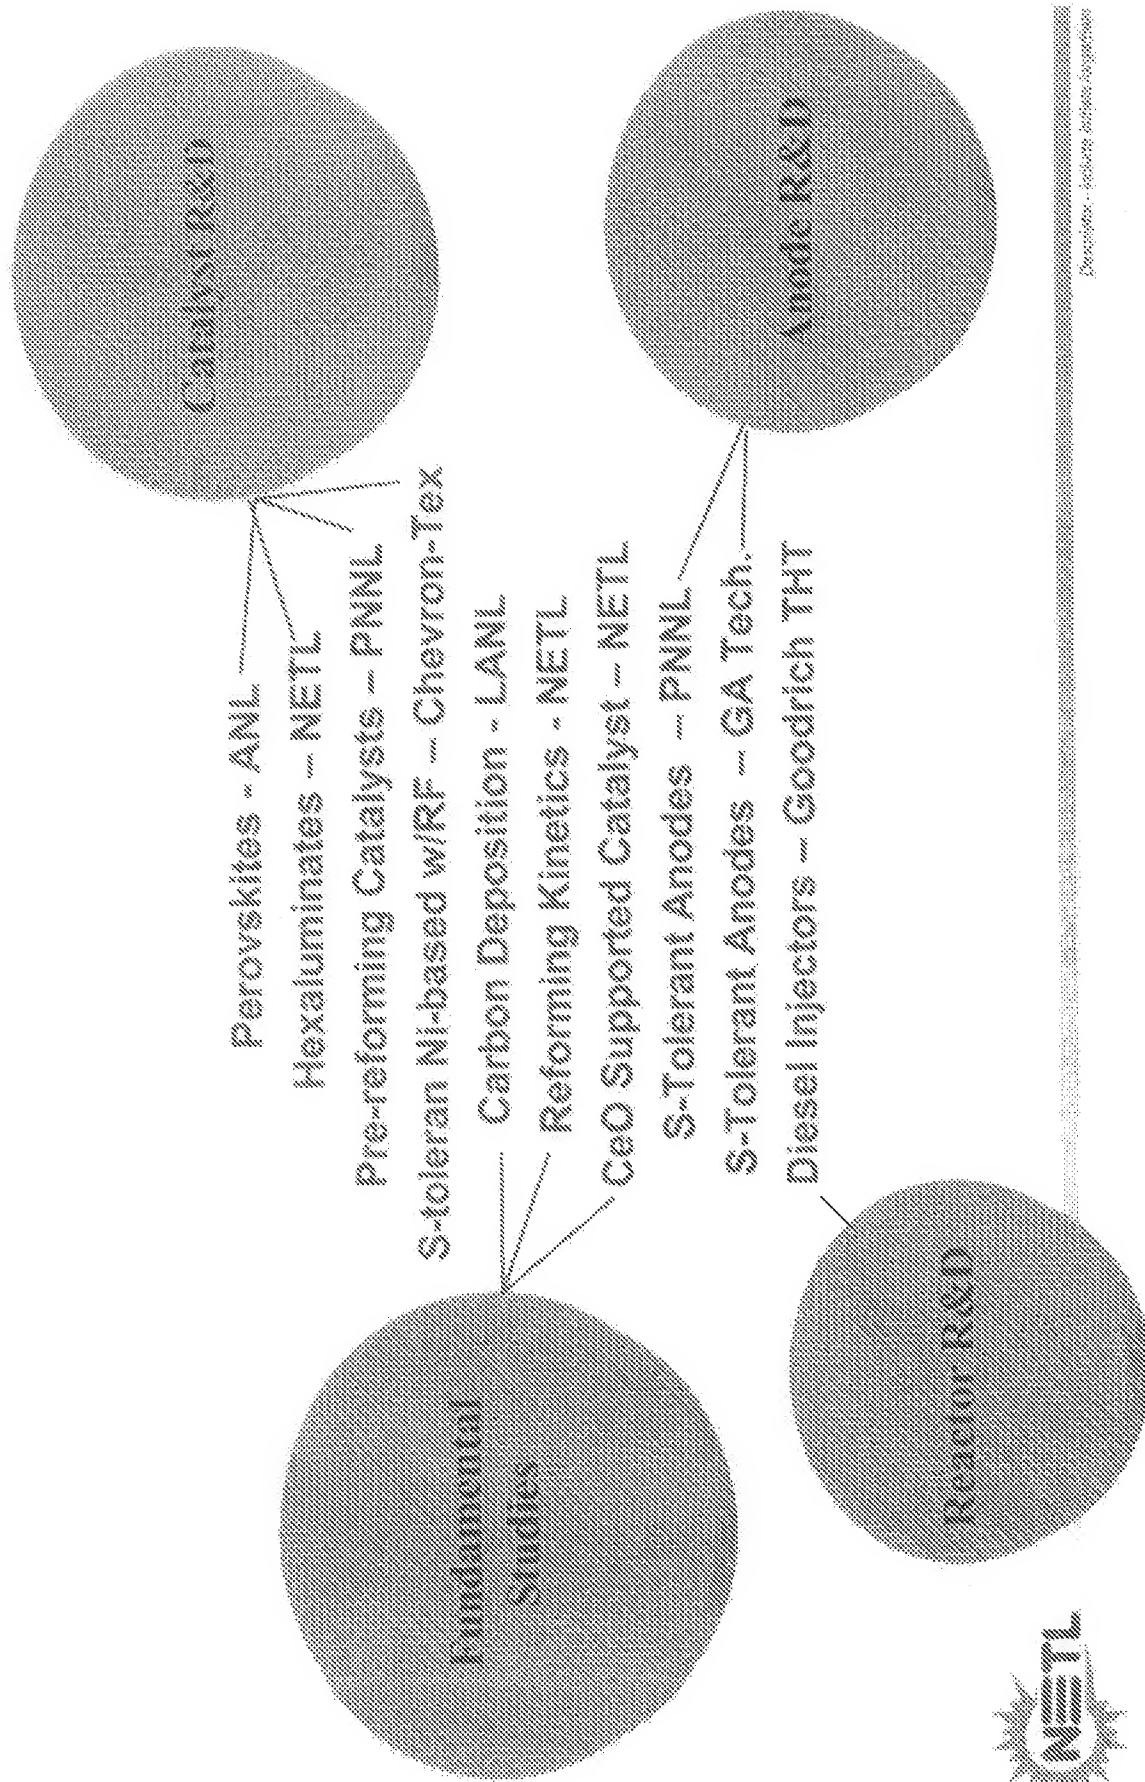 Catalyst R&D
Perovskites - ANL
Hexaluminates – NETL
Pre-reforming Catalysts – PNNL
S-toleran Ni-based w/RF – Chevron-Tex
Fundamental
Studies
Carbon Deposition - LANL
Reforming Kinetics - NETL
CeO Supported Catalyst – NETL
S-Tolerant Anodes – PNNL
S-Tolerant Anodes – GA Tech.
Diesel Injectors – Goodrich THT
Anode R&D
Reactor R&D
NETL